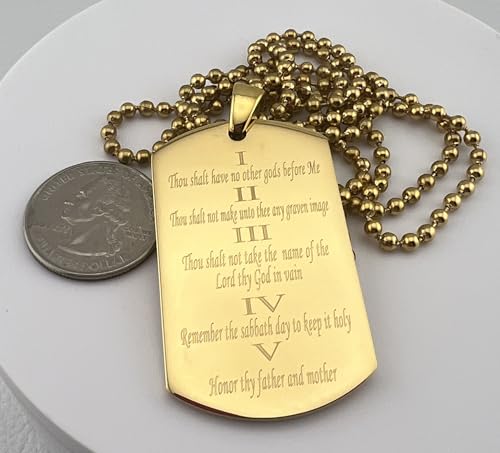 I
Thou shalt have no other gods before Me
II
Thou shalt not make unto thee any graven image
III
Thou shalt not take the name of the
Lord thy God in vain
IV
Remember the sabbath day to keep it holy
V
Honor thy father and mother